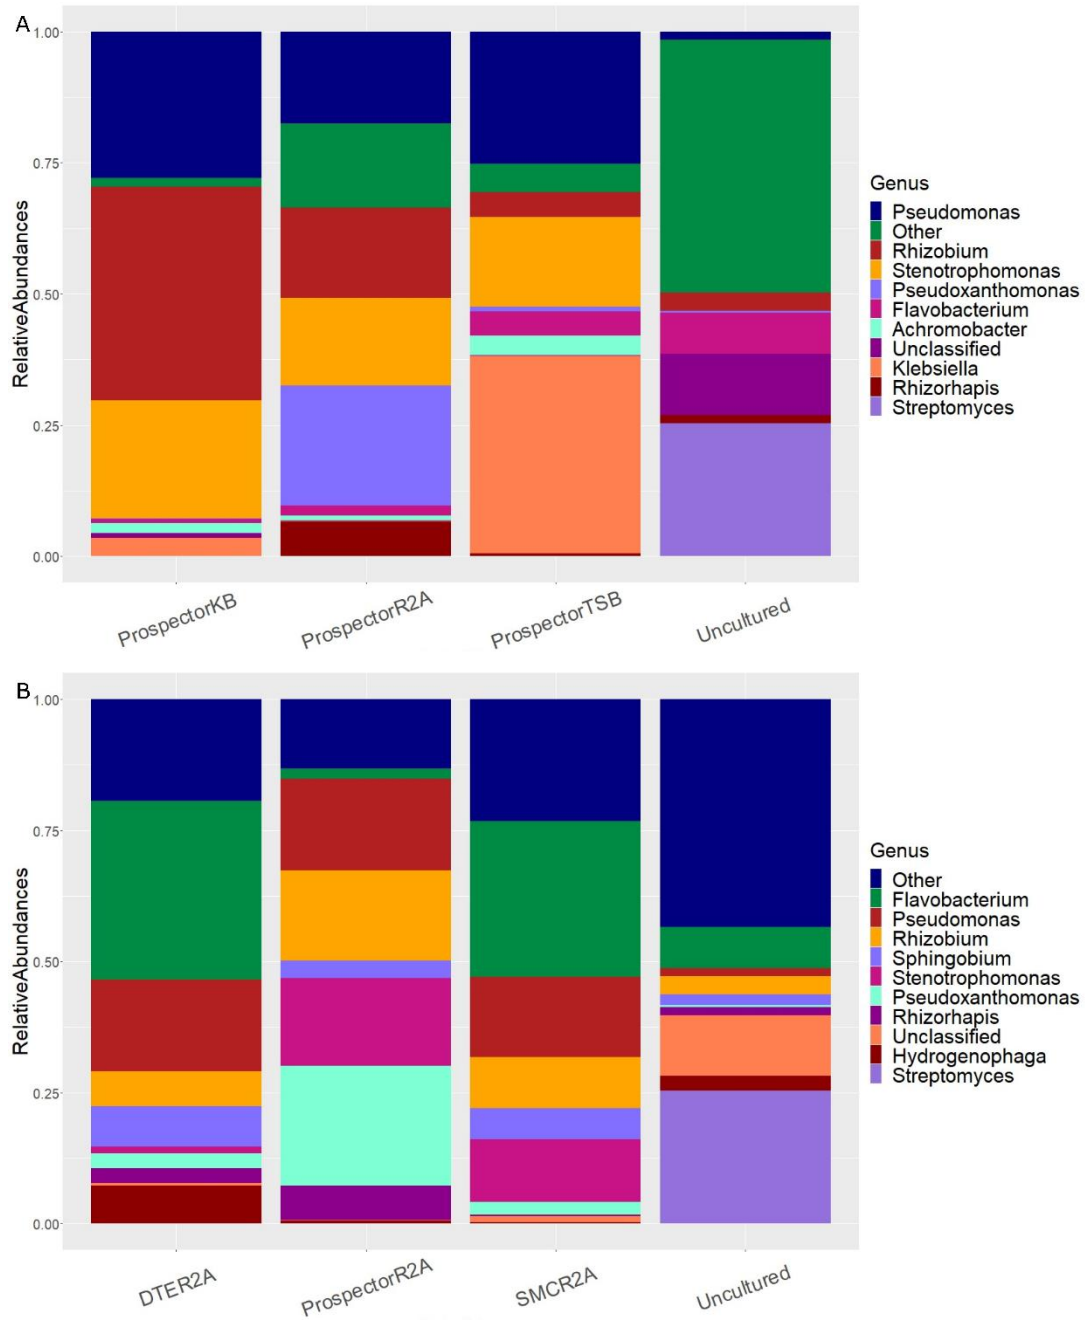 A
1.00
0.75
0.50
0.25
0.00
RelativeAbundances
ProspectorKB
ProspectorR2A
ProspectorTSB
Uncultured
Genus
Pseudomonas
Other
Rhizobium
Stenotrophomonas
Pseudoxanthomonas
Flavobacterium
Achromobacter
Unclassified
Klebsiella
Rhizorhapis
Streptomyces
B
1.00
0.75
0.50
0.25
0.00
RelativeAbundances
DTER2A
ProspectorR2A
SMCR2A
Uncultured
Genus
Other
Flavobacterium
Pseudomonas
Rhizobium
Sphingobium
Stenotrophomonas
Pseudoxanthomonas
Rhizorhapis
Unclassified
Hydrogenophaga
Streptomyces